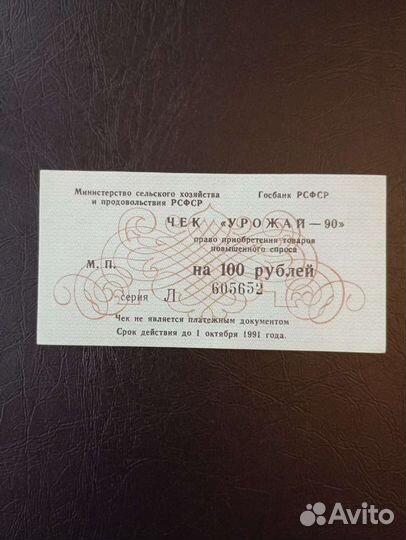 Министерство сельского хозяйства
и продовольствия РСФСР
Госбанк РСФСР
ЧЕК «УРОЖАЙ—90»
право приобретения товаров
повышенного спроса
М. П.
на 100 рублей
серия Л 605652
Чек не является платежным документом
Срок действия до 1 октября 1991 года.
Avito